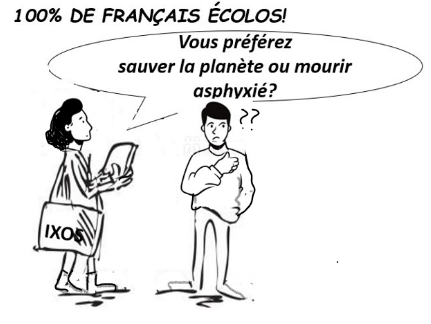 100% DE FRANÇAIS ÉCOLOS!
Vous préférez
sauver la planète ou mourir
asphyxié?
??
IXOS